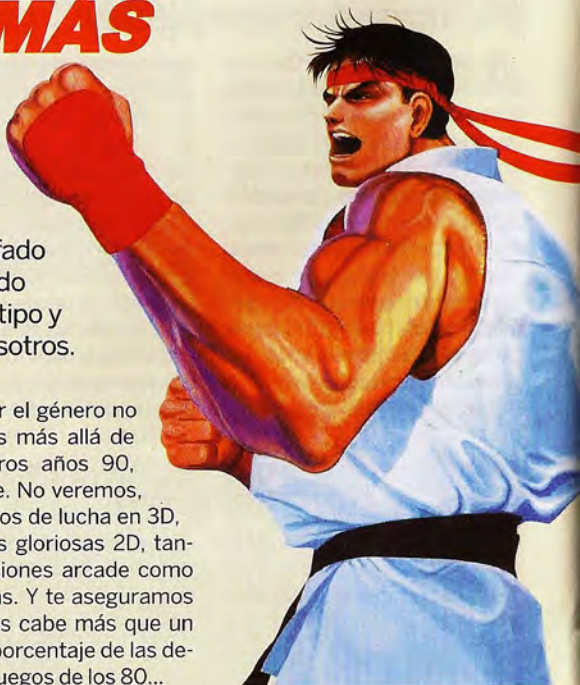 MÁS
fado
do
tipo y
sotros.
r el género no
s más allá de
ros años 90,
e. No veremos,
os de lucha en 3D,
s gloriosas 2D, tan-
iones arcade como
as. Y te aseguramos
s cabe más que un
porcentaje de las de-
uegos de los 80...